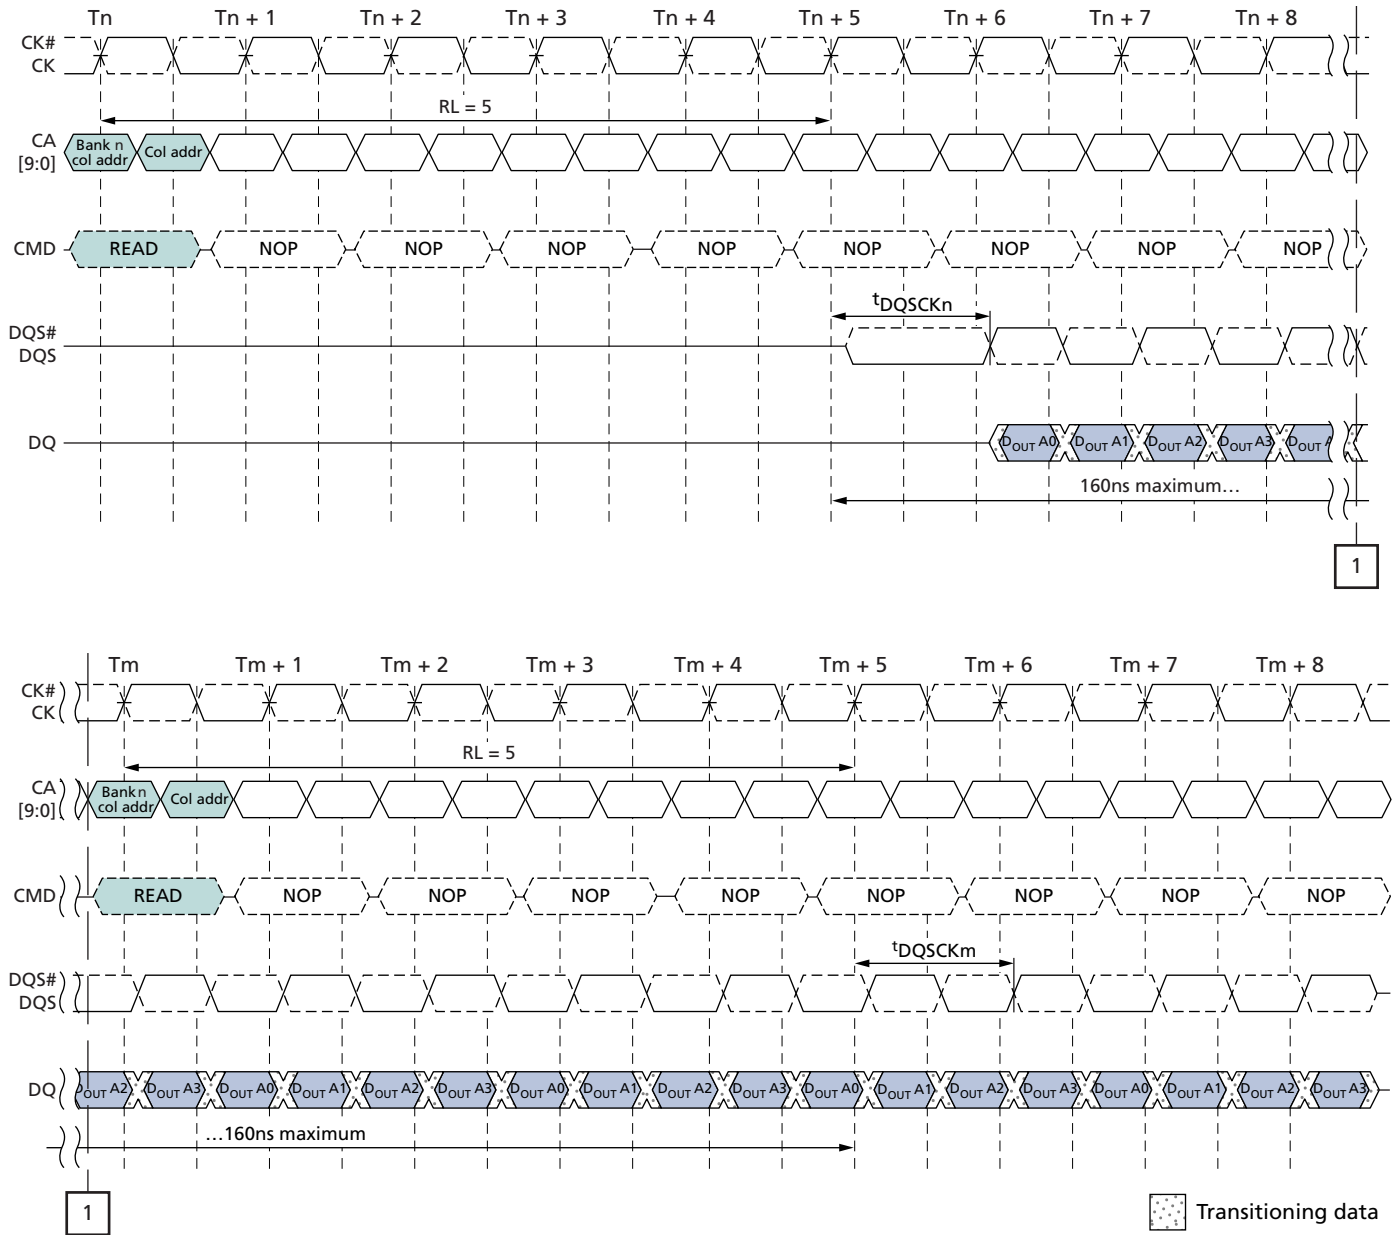 Tn Tn + 1 Tn + 2 Tn + 3 Tn + 4 Tn + 5 Tn + 6 Tn + 7 Tn + 8
CK#
CK
RL = 5
CA
[9:0]
Bank n
col addr
Col addr
CMD READ NOP NOP NOP NOP NOP NOP NOP NOP
tDQSCKn
DQS#
DQS
DQ DOUT A0 DOUT A1 DOUT A2 DOUT A3 DOUT
160ns maximum…
1
Tm Tm + 1 Tm + 2 Tm + 3 Tm + 4 Tm + 5 Tm + 6 Tm + 7 Tm + 8
CK#
CK
RL = 5
CA
[9:0]
Bank n
col addr
Col addr
CMD READ NOP NOP NOP NOP NOP NOP NOP NOP
tDQSCKm
DQS#
DQS
DQ DOUT A2 DOUT A3 DOUT A0 DOUT A1 DOUT A2 DOUT A3 DOUT A0 DOUT A1 DOUT A2 DOUT A3 DOUT A0 DOUT A1 DOUT A2 DOUT A3 DOUT A0 DOUT A1 DOUT A2 DOUT A3
…160ns maximum
1
Transitioning data